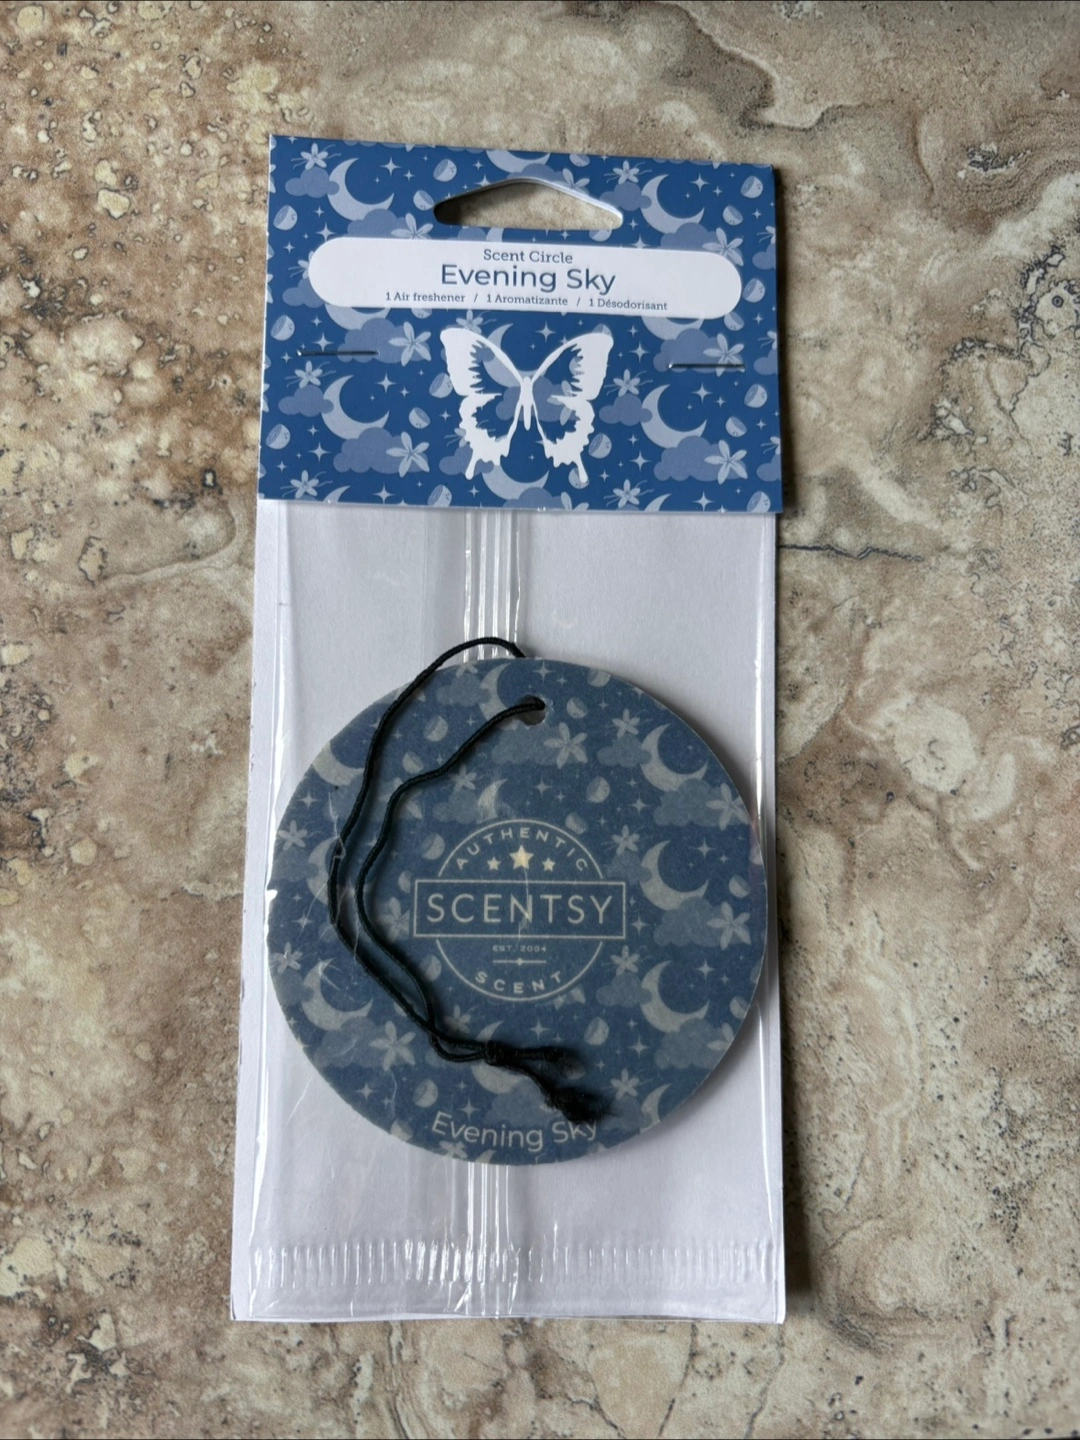 Scent Circle
Evening Sky
1 Air freshener / 1 Aromatizante / 1 Désodorisant
AUTHENTIC
SCENTSY
EST. 2004
SCENT
Evening Sky